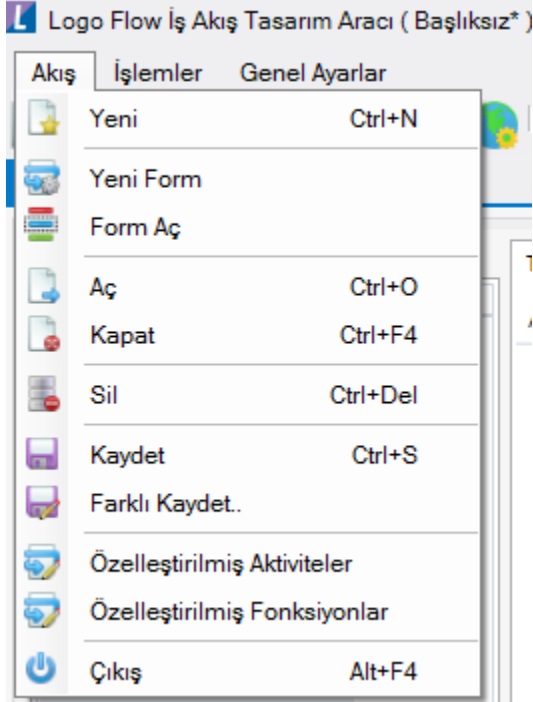 Logo Flow İş Akış Tasarım Aracı ( Başlıksız* )
Akış İşlemler Genel Ayarlar
Yeni Ctrl+N
Yeni Form
Form Aç
Aç Ctrl+O
Kapat Ctrl+F4
Sil Ctrl+Del
Kaydet Ctrl+S
Farklı Kaydet..
Özelleştirilmiş Aktiviteler
Özelleştirilmiş Fonksiyonlar
Çıkış Alt+F4